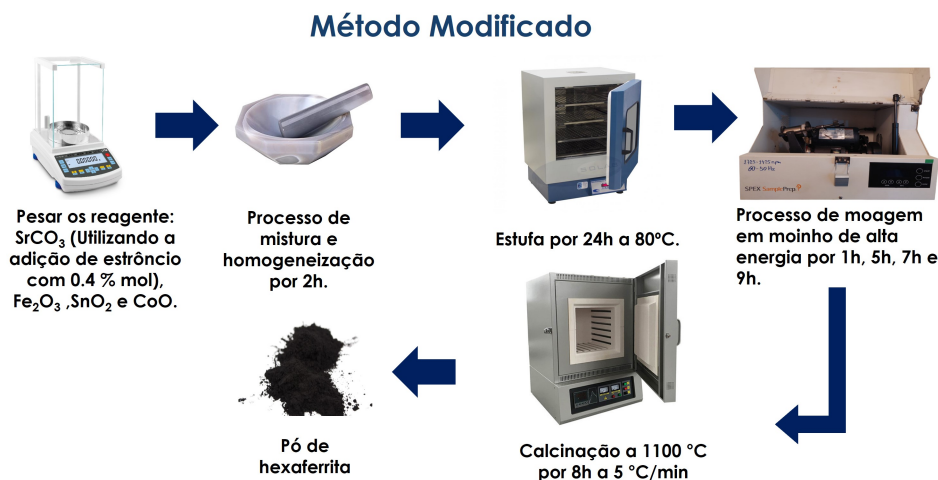 Método Modificado
Pesar os reagente:
SrCO₃ (Utilizando a
adição de estrôncio
com 0.4 % mol),
Fe₂O₃ ,SnO₂ e CoO.
Processo de
mistura e
homogeneização
por 2h.
Estufa por 24h a 80ºC.
SPEX SamplePrep
Processo de moagem
em moinho de alta
energia por 1h, 5h, 7h e
9h.
Calcinação a 1100 °C
por 8h a 5 °C/min
Pó de
hexaferrita